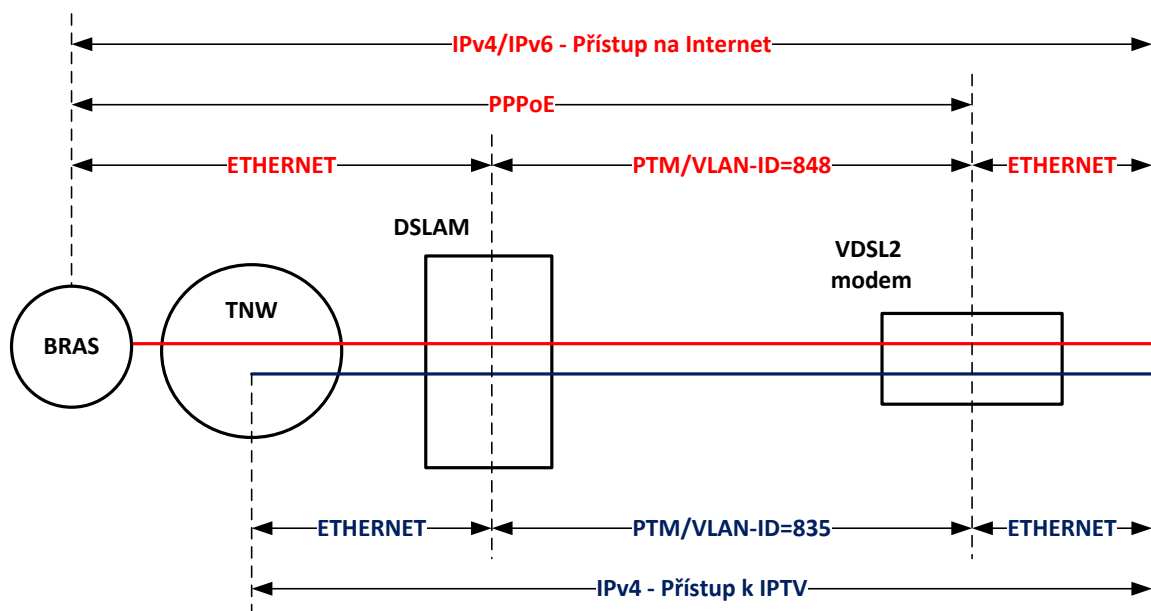 IPv4/IPv6 - Přístup na Internet
PPPoE
ETHERNET
PTM/VLAN-ID=848
ETHERNET
DSLAM
VDSL2
modem
TNW
BRAS
ETHERNET
PTM/VLAN-ID=835
ETHERNET
IPv4 - Přístup k IPTV